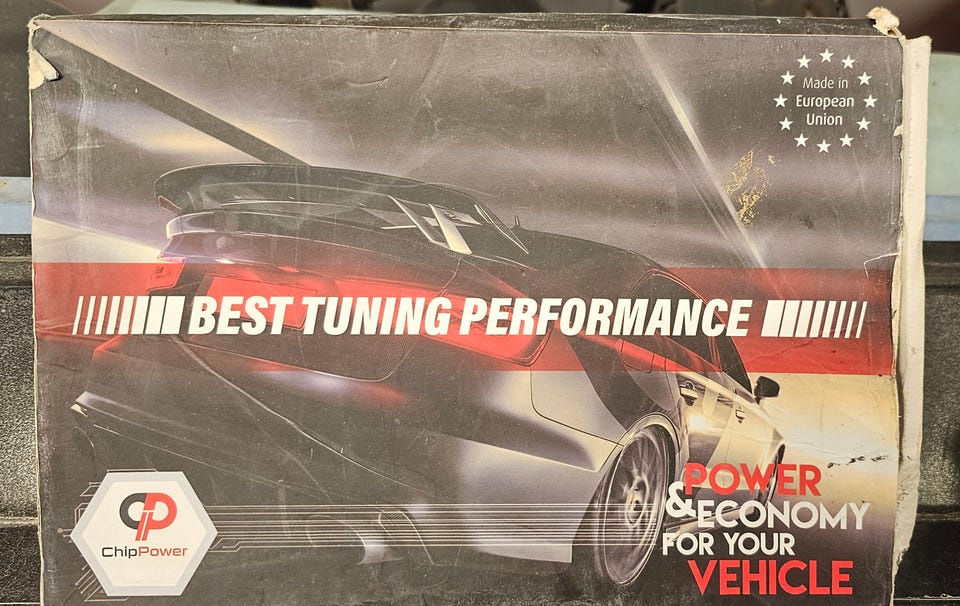 Made in
European
Union
BEST TUNING PERFORMANCE
CP
ChipPower
POWER
& ECONOMY
FOR YOUR
VEHICLE